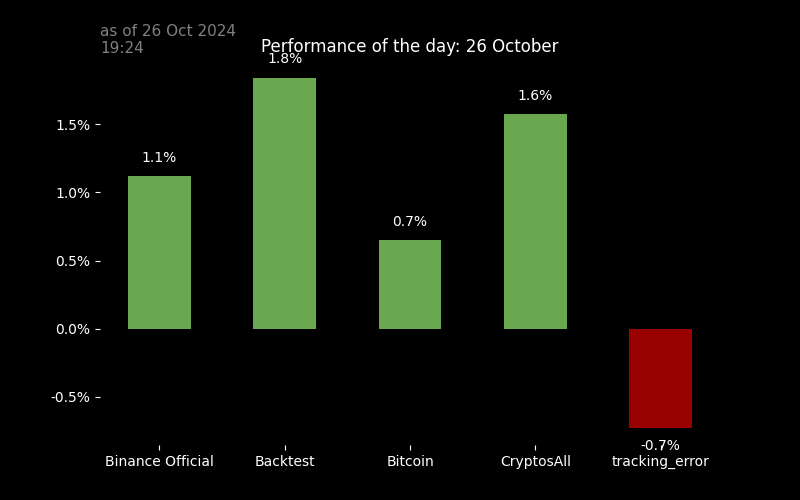 as of 26 Oct 2024
19:24
Performance of the day: 26 October
1.8%
1.6%
1.5%
1.1%
1.0%
0.7%
0.5%
0.0%
-0.5%
-0.7%
Binance Official
Backtest
Bitcoin
CryptosAll
tracking_error